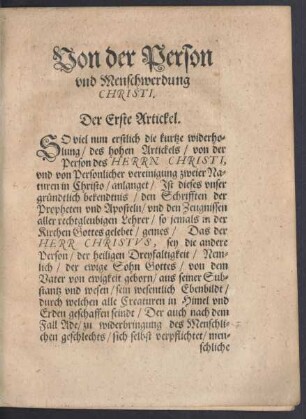 Von der Person
vnd Menschwerdung
CHRISTI.
Der Erste Artickel.
SO viel nun erstlich die kurtze widerho-
lung / des hohen Artickels / von der
Person des HERRN CHRISTI,
vnd von Persönlicher vereinigung zweier Na-
turen in Christo / anlanget / Ist dieses vnser
gründtlich bekendtnis / den Schrifften der
Propheten vnd Aposteln / vnd den Zeugnissen
aller rechtgleubigen Lehrer / so jemals in der
Kirchen Gottes gelebet / gemes / Das der
HERR CHRISTVS, sey die andere
Person / der heiligen Dreyfaltigkeit / Nem-
lich / der ewige Sohn Gottes / von dem
Vater von ewigkeit geborn / aus seiner Sub-
stantz vnd wesen / sein wesentlich Ebenbildt /
durch welchen alle Creaturen in Himel vnd
Erden geschaffen seindt / Der auch nach dem
Fall Ade / zu widerbringung des Menschli-
chen geschlechts / sich selbst verpflichtet / men-
schliche